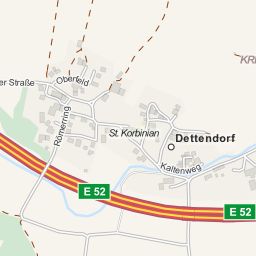 KR
Oberfeld
er Straße
Römerring
St. Korbinian
Dettendorf
Kaltenweg
E 52
E 52